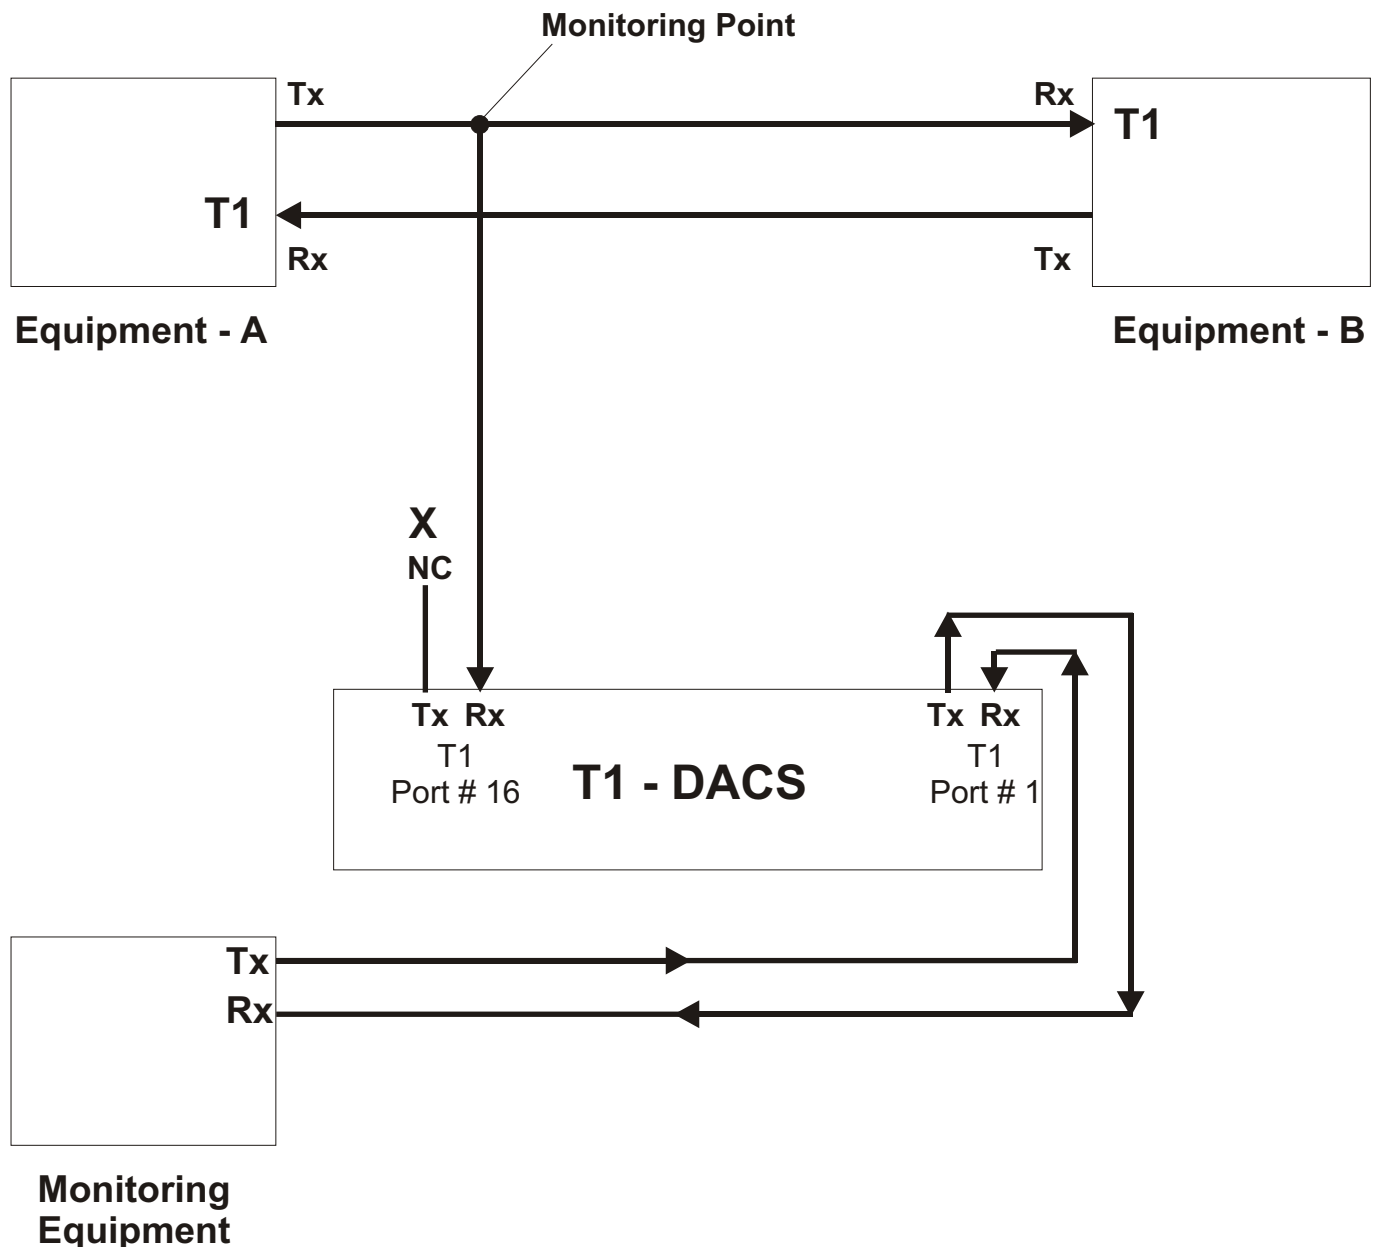 Monitoring Point
Tx
Rx
T1
T1
Rx
Tx
Equipment - A
Equipment - B
X
NC
Tx Rx
T1
Port # 16
T1 - DACS
Tx Rx
T1
Port # 1
Tx
Rx
Monitoring
Equipment